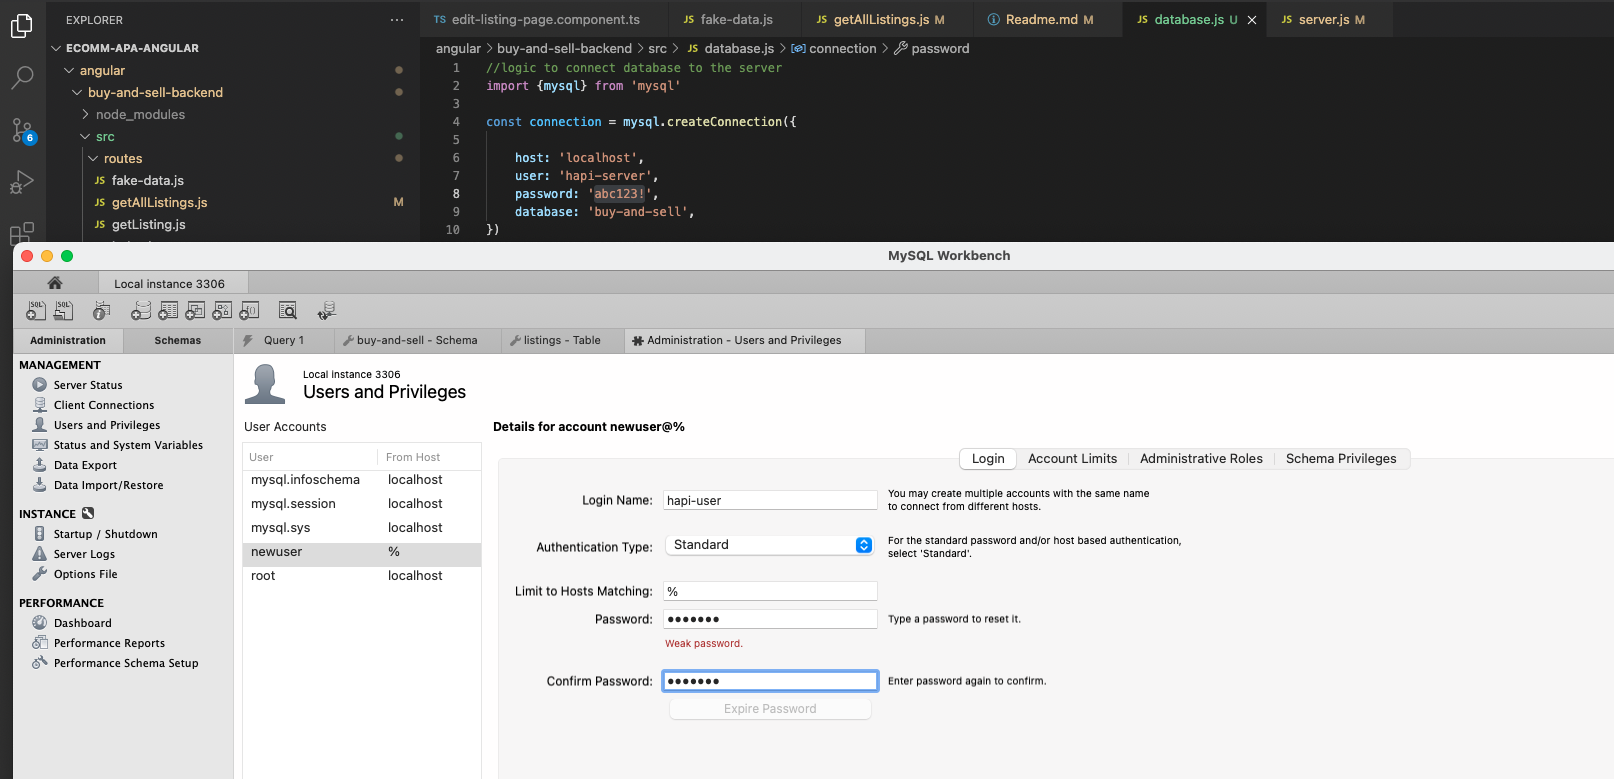 EXPLORER
···
TS edit-listing-page.component.ts
JS fake-data.js
JS getAllListings.js M
Readme.md M
JS database.js U
JS server.js M
ECOMM-APA-ANGULAR
angular > buy-and-sell-backend > src > JS database.js > connection > password
angular
buy-and-sell-backend
node_modules
src
routes
JS fake-data.js
JS getAllListings.js M
JS getListing.js
6
1 //logic to connect database to the server
2 import {mysql} from 'mysql'
3
4 const connection = mysql.createConnection({
5
6 host: 'localhost',
7 user: 'hapi-server',
8 password: 'abc123!',
9 database: 'buy-and-sell',
10 })
MySQL Workbench
Local instance 3306
SQL
SQL
Administration
Schemas
Query 1
buy-and-sell - Schema
listings - Table
Administration - Users and Privileges
MANAGEMENT
Server Status
Client Connections
Users and Privileges
Status and System Variables
Data Export
Data Import/Restore
INSTANCE
Startup / Shutdown
Server Logs
Options File
PERFORMANCE
Dashboard
Performance Reports
Performance Schema Setup
Local instance 3306
Users and Privileges
User Accounts
User From Host
mysql.infoschema localhost
mysql.session localhost
mysql.sys localhost
newuser %
root localhost
Details for account newuser@%
Login
Account Limits
Administrative Roles
Schema Privileges
Login Name: hapi-user
You may create multiple accounts with the same name
to connect from different hosts.
Authentication Type: Standard
For the standard password and/or host based authentication,
select 'Standard'.
Limit to Hosts Matching: %
Password: •••••••
Type a password to reset it.
Weak password.
Confirm Password: •••••••
Enter password again to confirm.
Expire Password